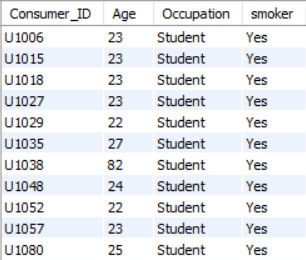 Consumer_ID Age Occupation smoker
U1006 23 Student Yes
U1015 23 Student Yes
U1018 23 Student Yes
U1027 23 Student Yes
U1029 22 Student Yes
U1035 27 Student Yes
U1038 82 Student Yes
U1048 24 Student Yes
U1052 22 Student Yes
U1057 23 Student Yes
U1080 25 Student Yes